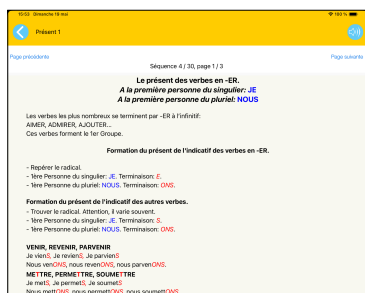 15:53 Dimanche 19 mai
100 %
Présent 1
Page précédente
Page suivante
Séquence 4 / 30, page 1 / 3
Le présent des verbes en -ER.
A la première personne du singulier: JE
A la première personne du pluriel: NOUS
Les verbes les plus nombreux se terminent par -ER à l'infinitif:
AIMER, ADMIRER, AJOUTER...
Ces verbes forment le 1er Groupe.
Formation du présent de l'indicatif des verbes en -ER.
- Repérer le radical.
- 1ère Personne du singulier: JE. Terminaison: E.
- 1ère Personne du pluriel: NOUS. Terminaison: ONS.
Formation du présent de l'indicatif des autres verbes.
- Trouver le radical. Attention, il varie souvent.
- 1ère Personne du singulier: JE. Terminaison: S.
- 1ère Personne du pluriel: NOUS. Terminaison: ONS.
VENIR, REVENIR, PARVENIR
Je vienS, Je revienS, Je parvienS
Nous venONS, nous revenONS, nous parvenONS.
METTRE, PERMETTRE, SOUMETTRE
Je metS, Je permetS, Je soumetS
Nous mettONS, nous permettONS, nous soumettONS